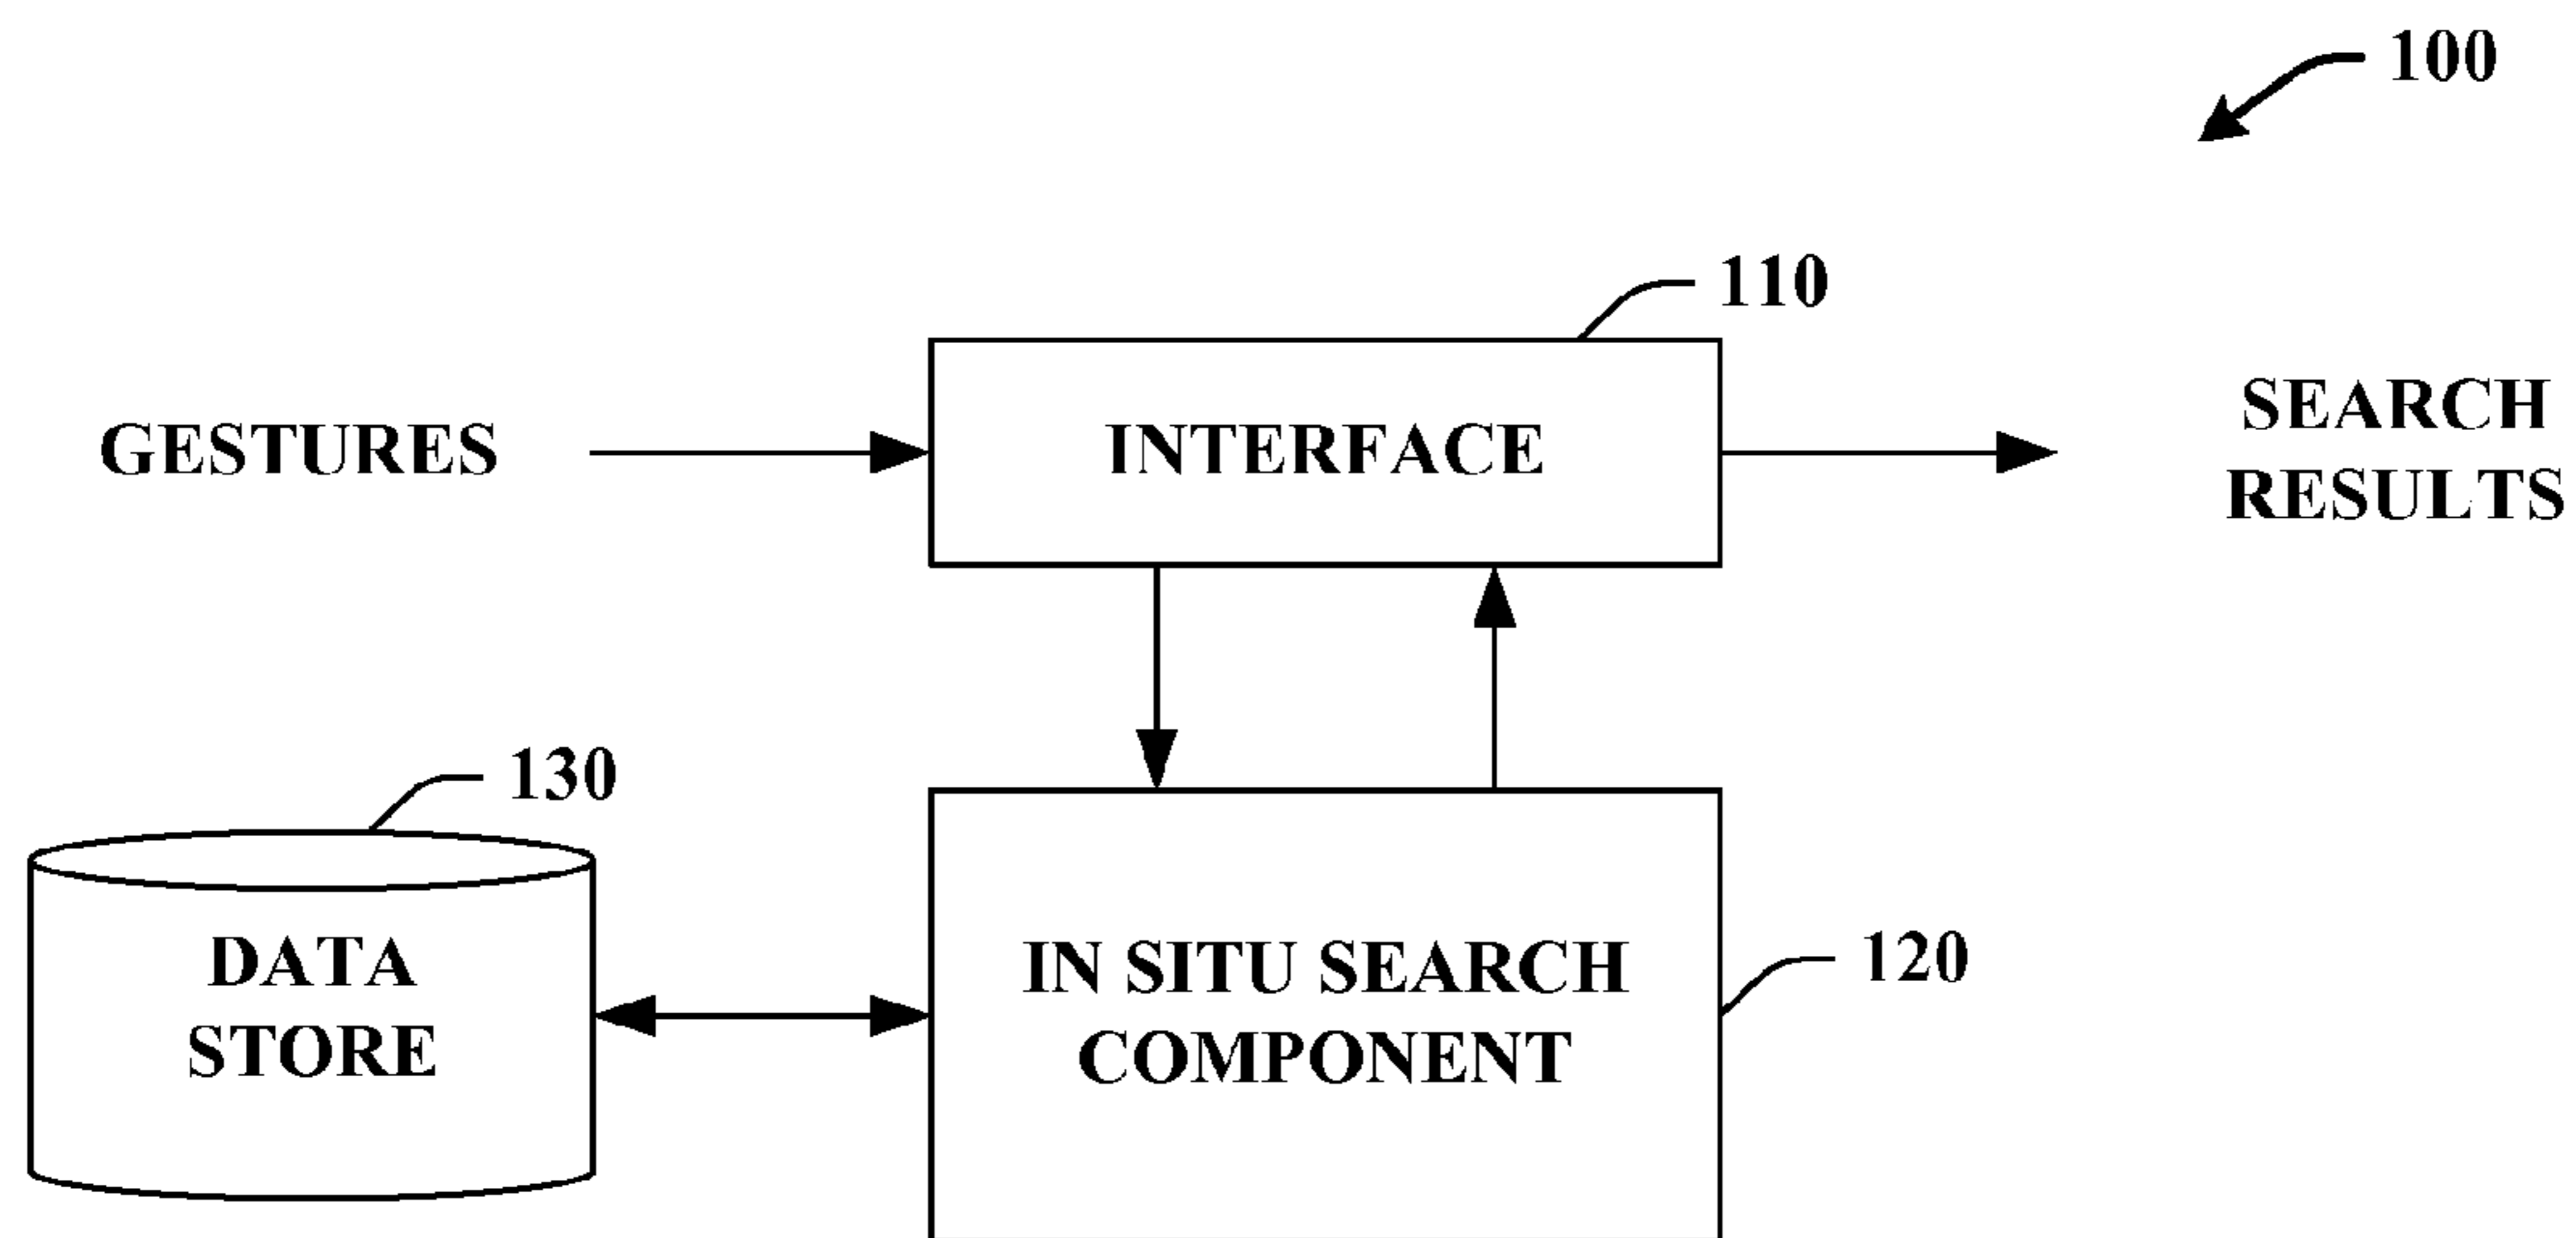 100
110
GESTURES
INTERFACE
SEARCH
RESULTS
130
DATA
STORE
IN SITU SEARCH
COMPONENT
120